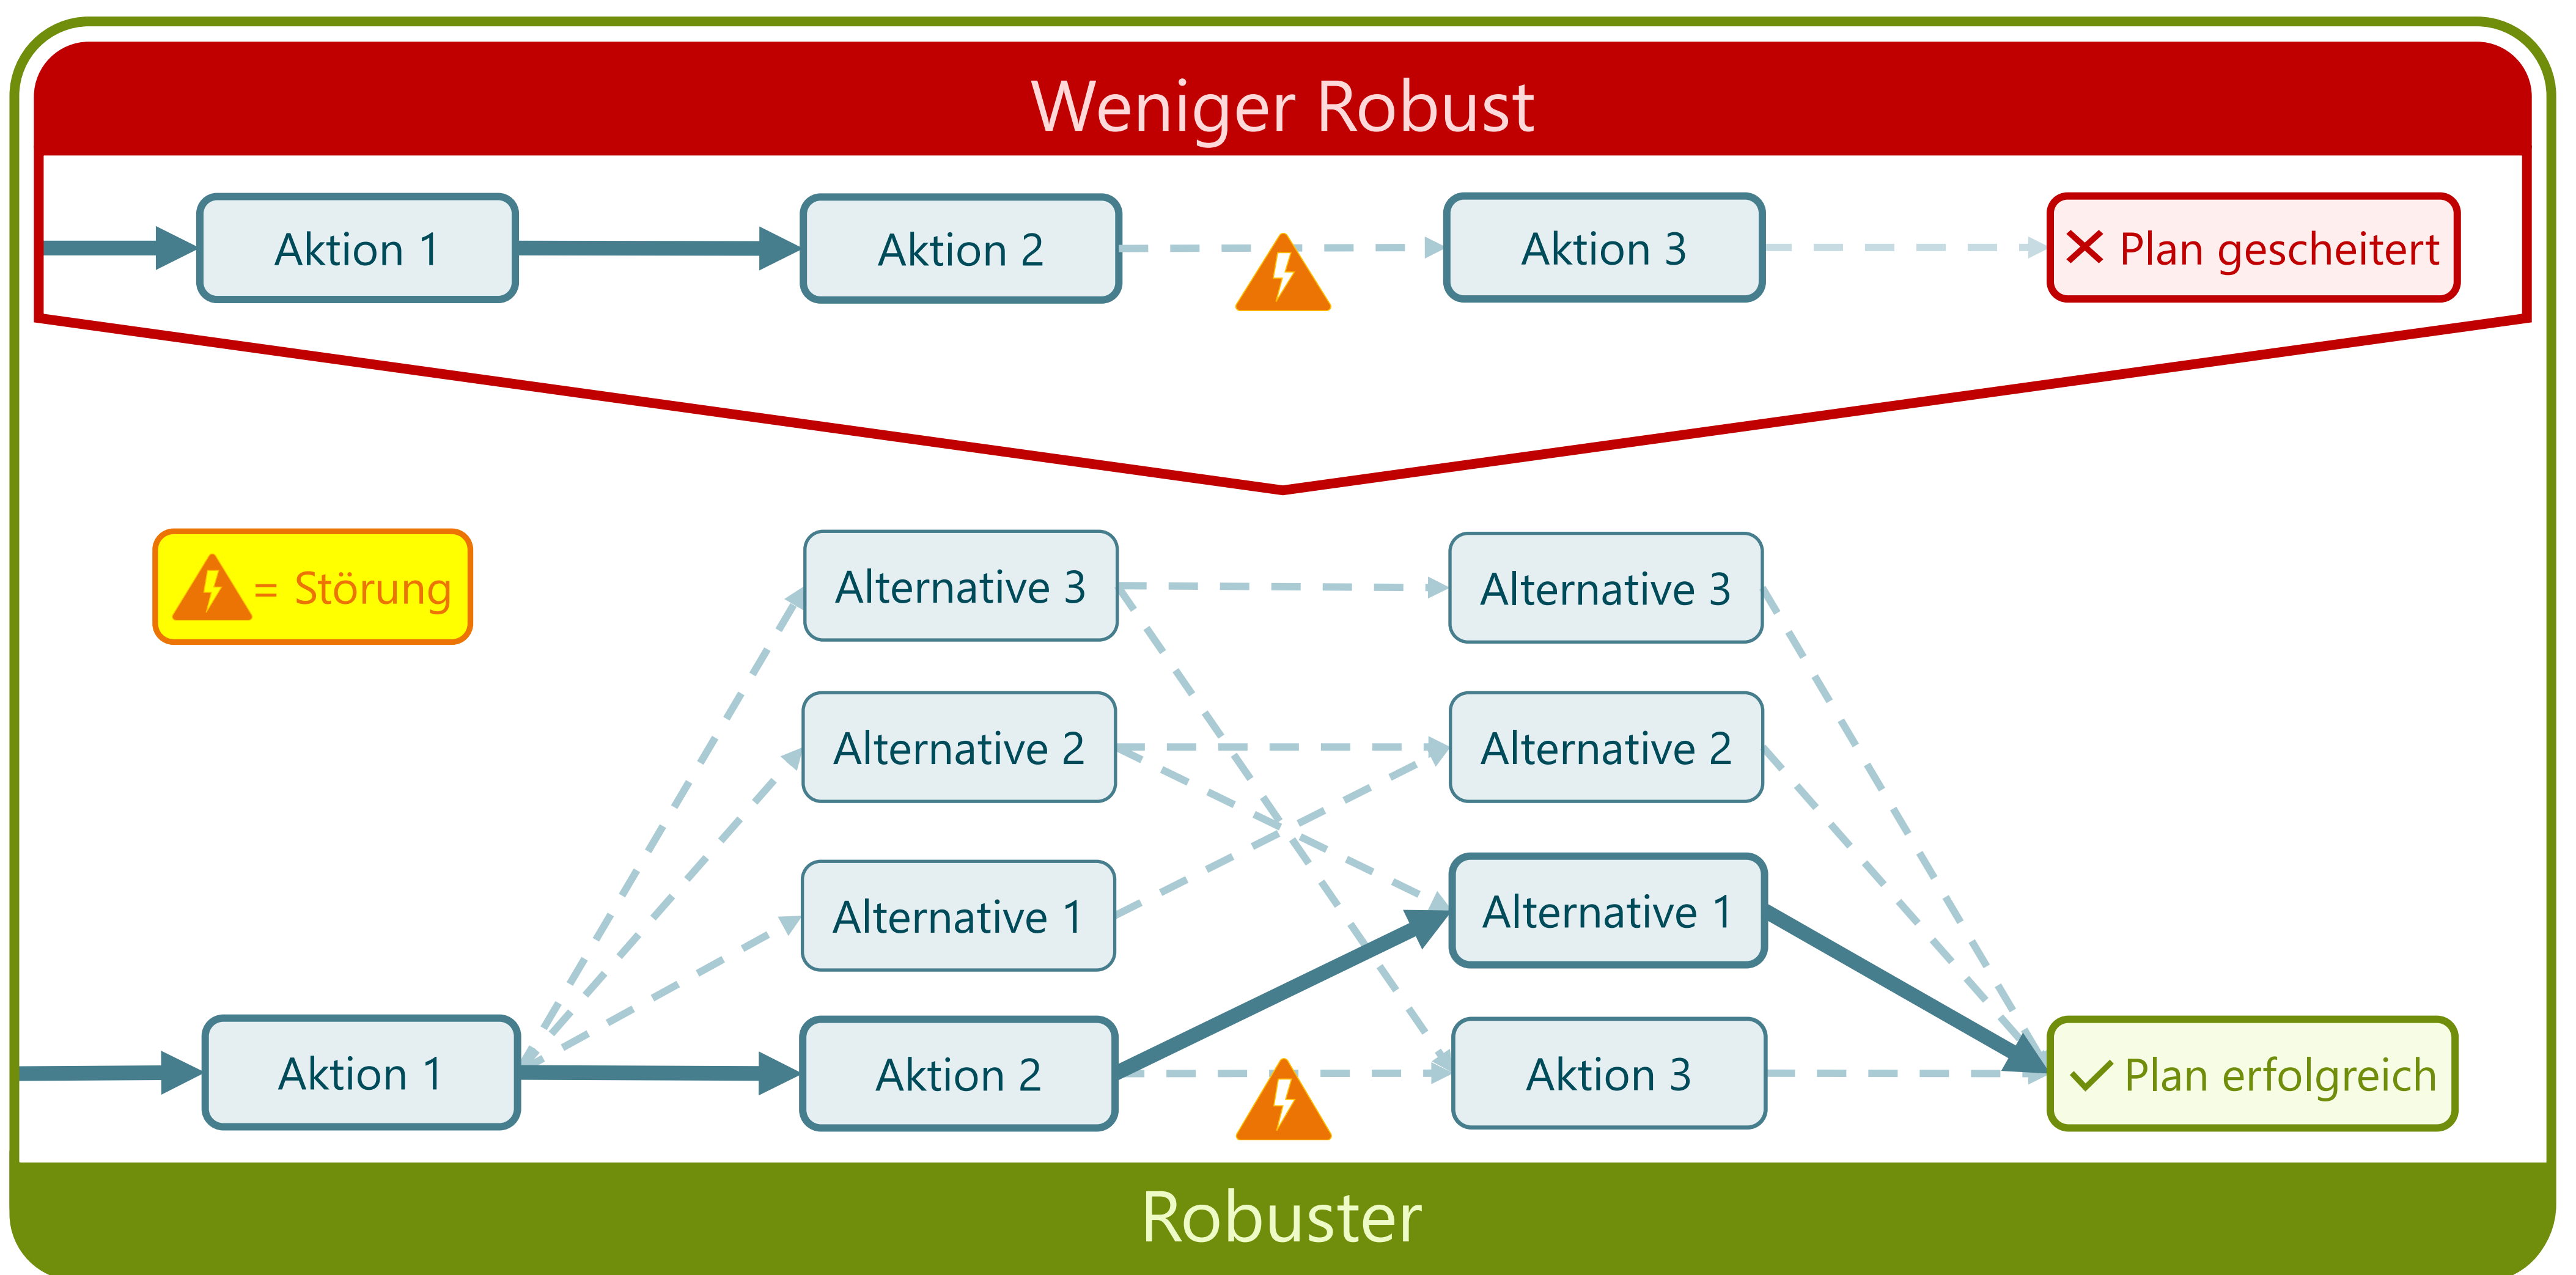 Weniger Robust
Aktion 1
Aktion 2
Aktion 3
Plan gescheitert
= Störung
Alternative 3
Alternative 3
Alternative 2
Alternative 2
Alternative 1
Alternative 1
Aktion 1
Aktion 2
Aktion 3
Plan erfolgreich
Robuster